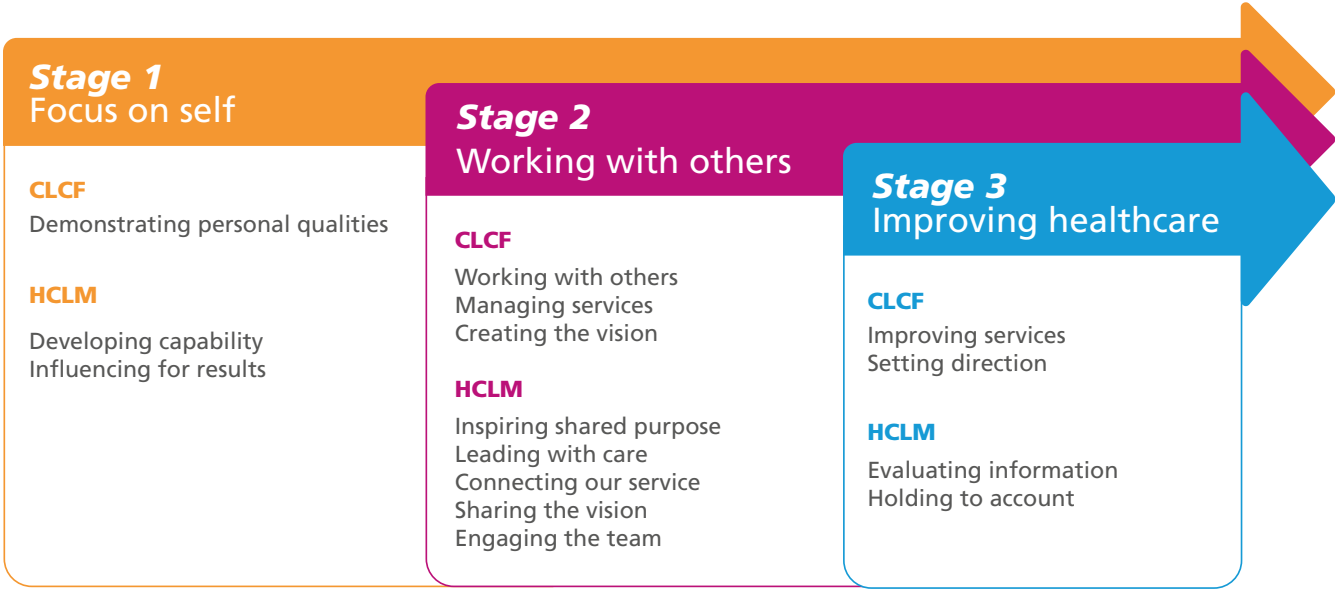 Stage 1
Focus on self
CLCF
Demonstrating personal qualities
HCLM
Developing capability
Influencing for results
Stage 2
Working with others
CLCF
Working with others
Managing services
Creating the vision
HCLM
Inspiring shared purpose
Leading with care
Connecting our service
Sharing the vision
Engaging the team
Stage 3
Improving healthcare
CLCF
Improving services
Setting direction
HCLM
Evaluating information
Holding to account